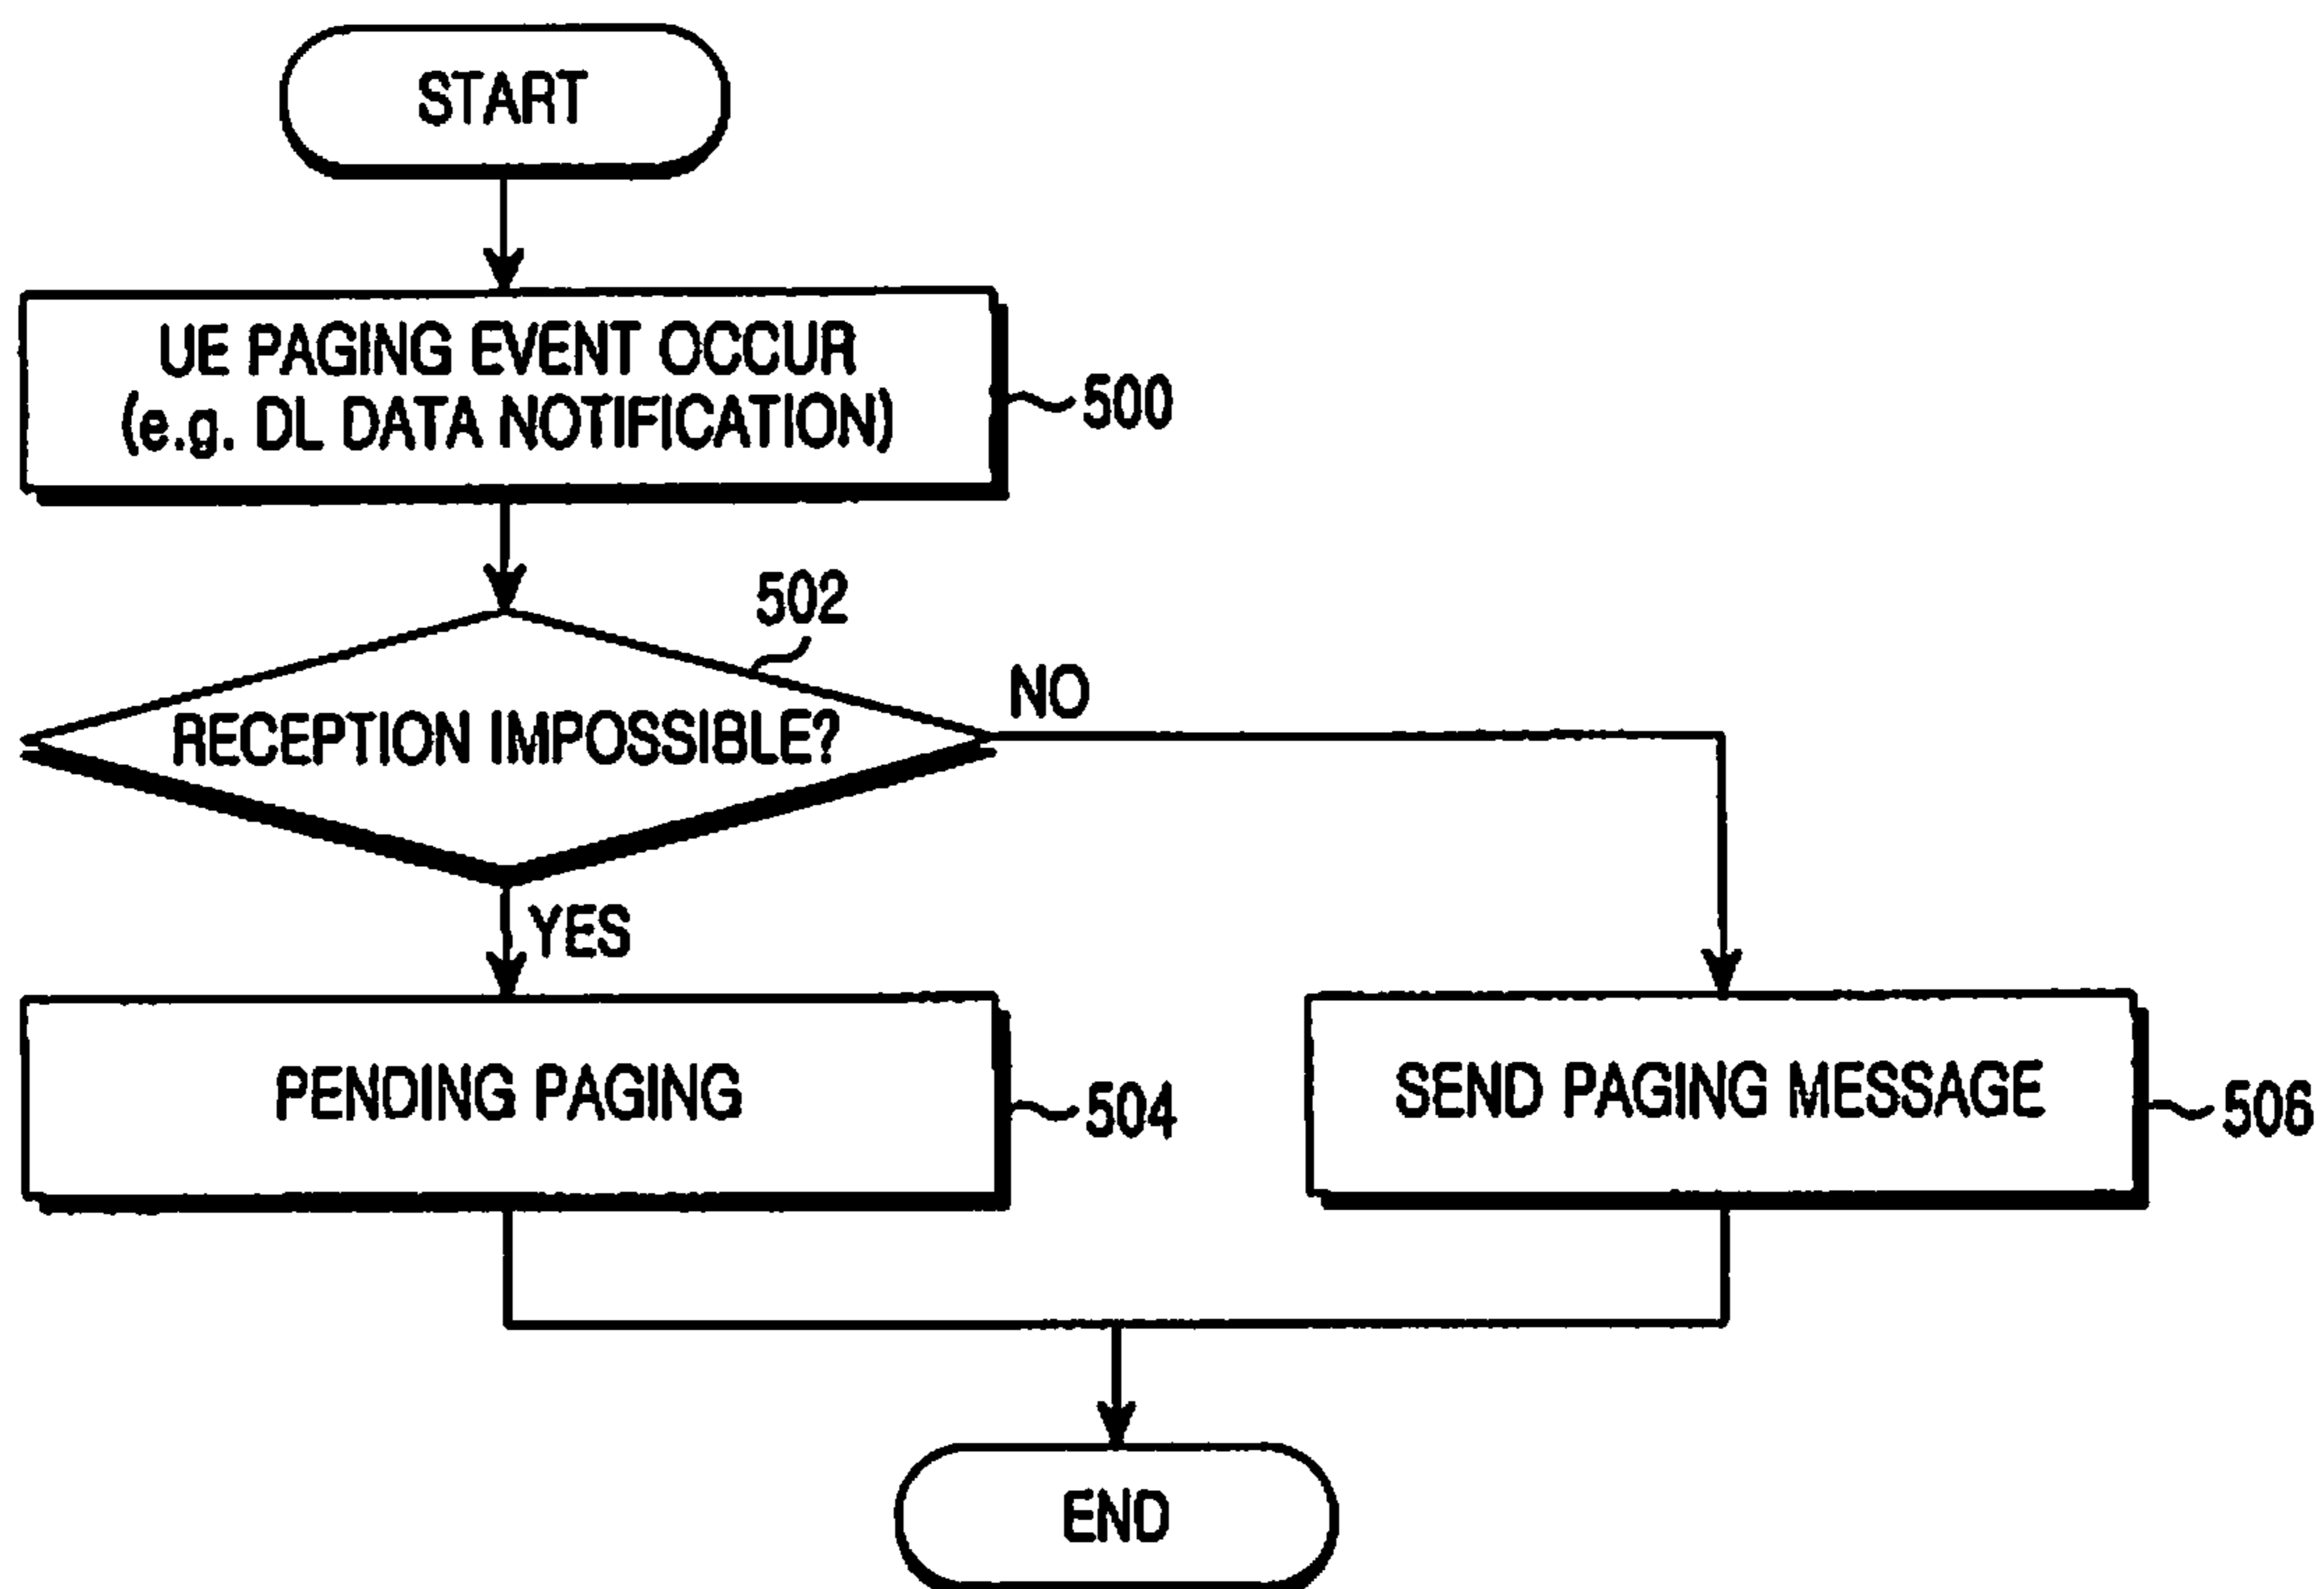 START
UE PAGING EVENT OCCUR
(e.g. DL DATA NOTIFICATION)
500
502
NO
RECEPTION IMPOSSIBLE?
YES
PENDING PAGING
504
SEND PAGING MESSAGE
506
END